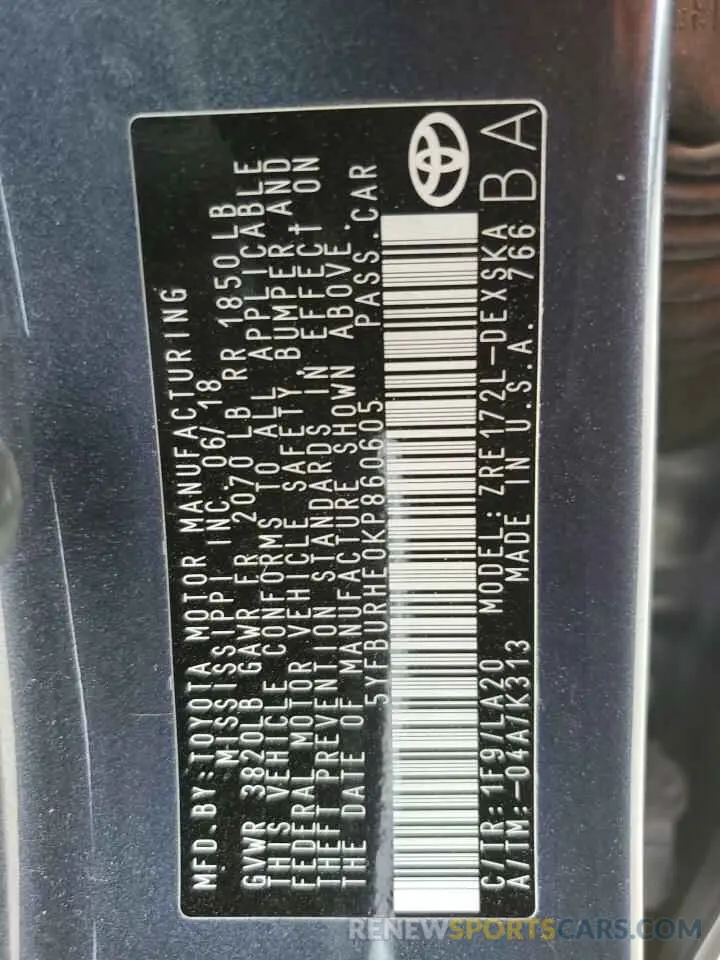 MFD.BY:TOYOTA MOTOR MANUFACTURING
MISSISSIPPI INC 06/18
GVWR 3820LB GAWR FR 2070 LB RR 1850 LB
THIS VEHICLE CONFORMS TO ALL APPLICABLE
FEDERAL MOTOR VEHICLE SAFETY, BUMPER, AND
THEFT PREVENTION STANDARDS IN EFFECT ON
THE DATE OF MANUFACTURE SHOWN ABOVE.
5YFBURHE0KP860605 PASS.CAR
C/TR: 1F9/LA20 MODEL: ZRE172L-DEXSKA
A/TM:-04A/K313 MADE IN U.S.A. 766
BA
RENEWSPORTSCARS.COM